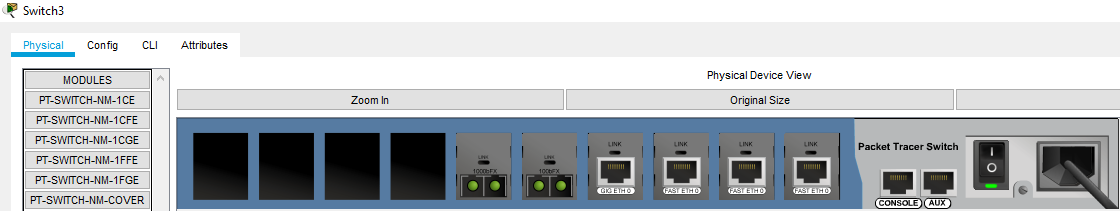 Switch3
Physical Config CLI Attributes
MODULES
PT-SWITCH-NM-1CE
PT-SWITCH-NM-1CFE
PT-SWITCH-NM-1CGE
PT-SWITCH-NM-1FFE
PT-SWITCH-NM-1FGE
PT-SWITCH-NM-COVER
Physical Device View
Zoom In Original Size
LINK LINK LINK LINK LINK LINK
1000bFX 100bFX
GIG ETH 0 FAST ETH 0 FAST ETH 0 FAST ETH 0
Packet Tracer Switch
CONSOLE AUX